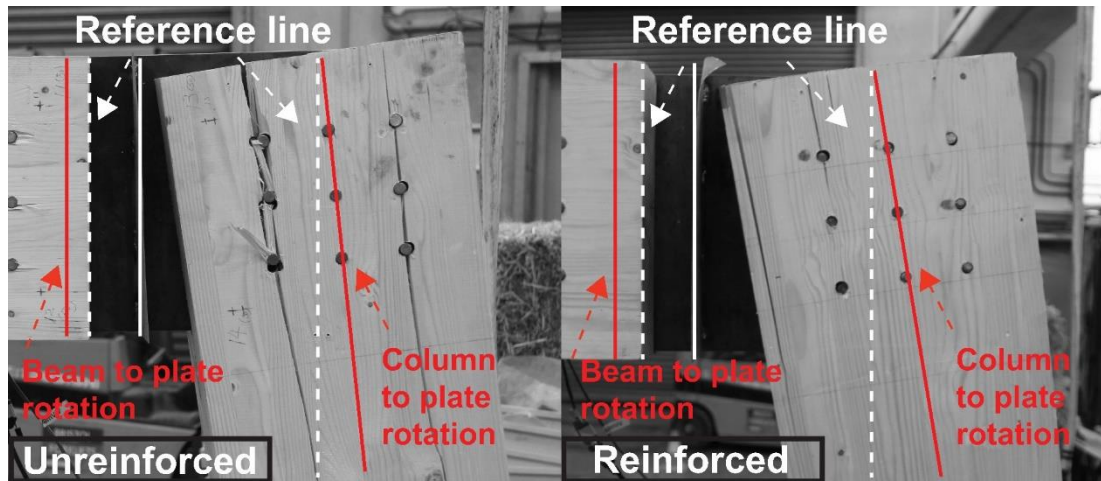 Reference line
Beam to plate
rotation
Column
to plate
rotation
Unreinforced
Reference line
Beam to plate
rotation
Column
to plate
rotation
Reinforced